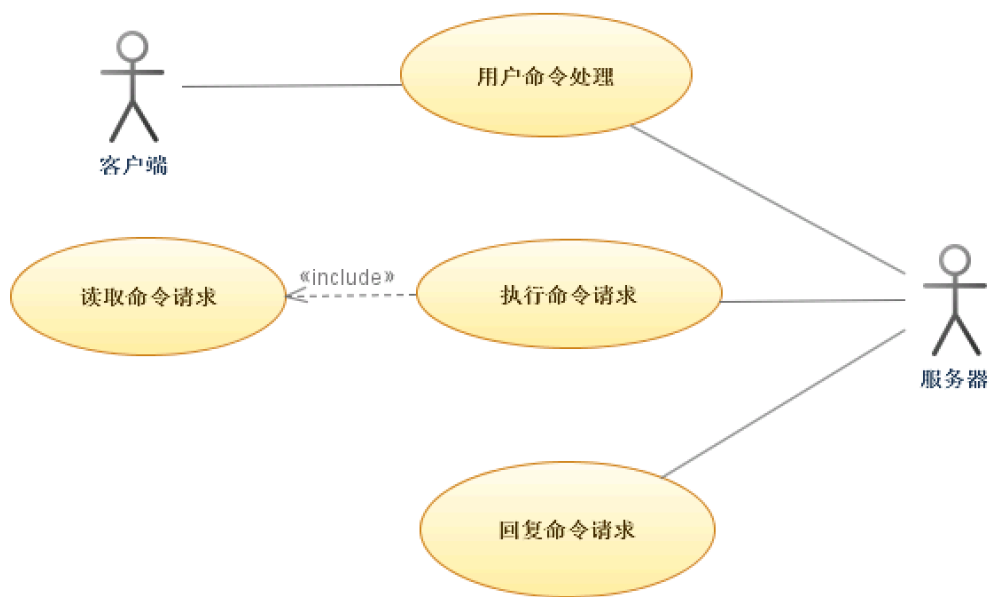 用户命令处理
客户端
«include»
读取命令请求
执行命令请求
服务器
回复命令请求